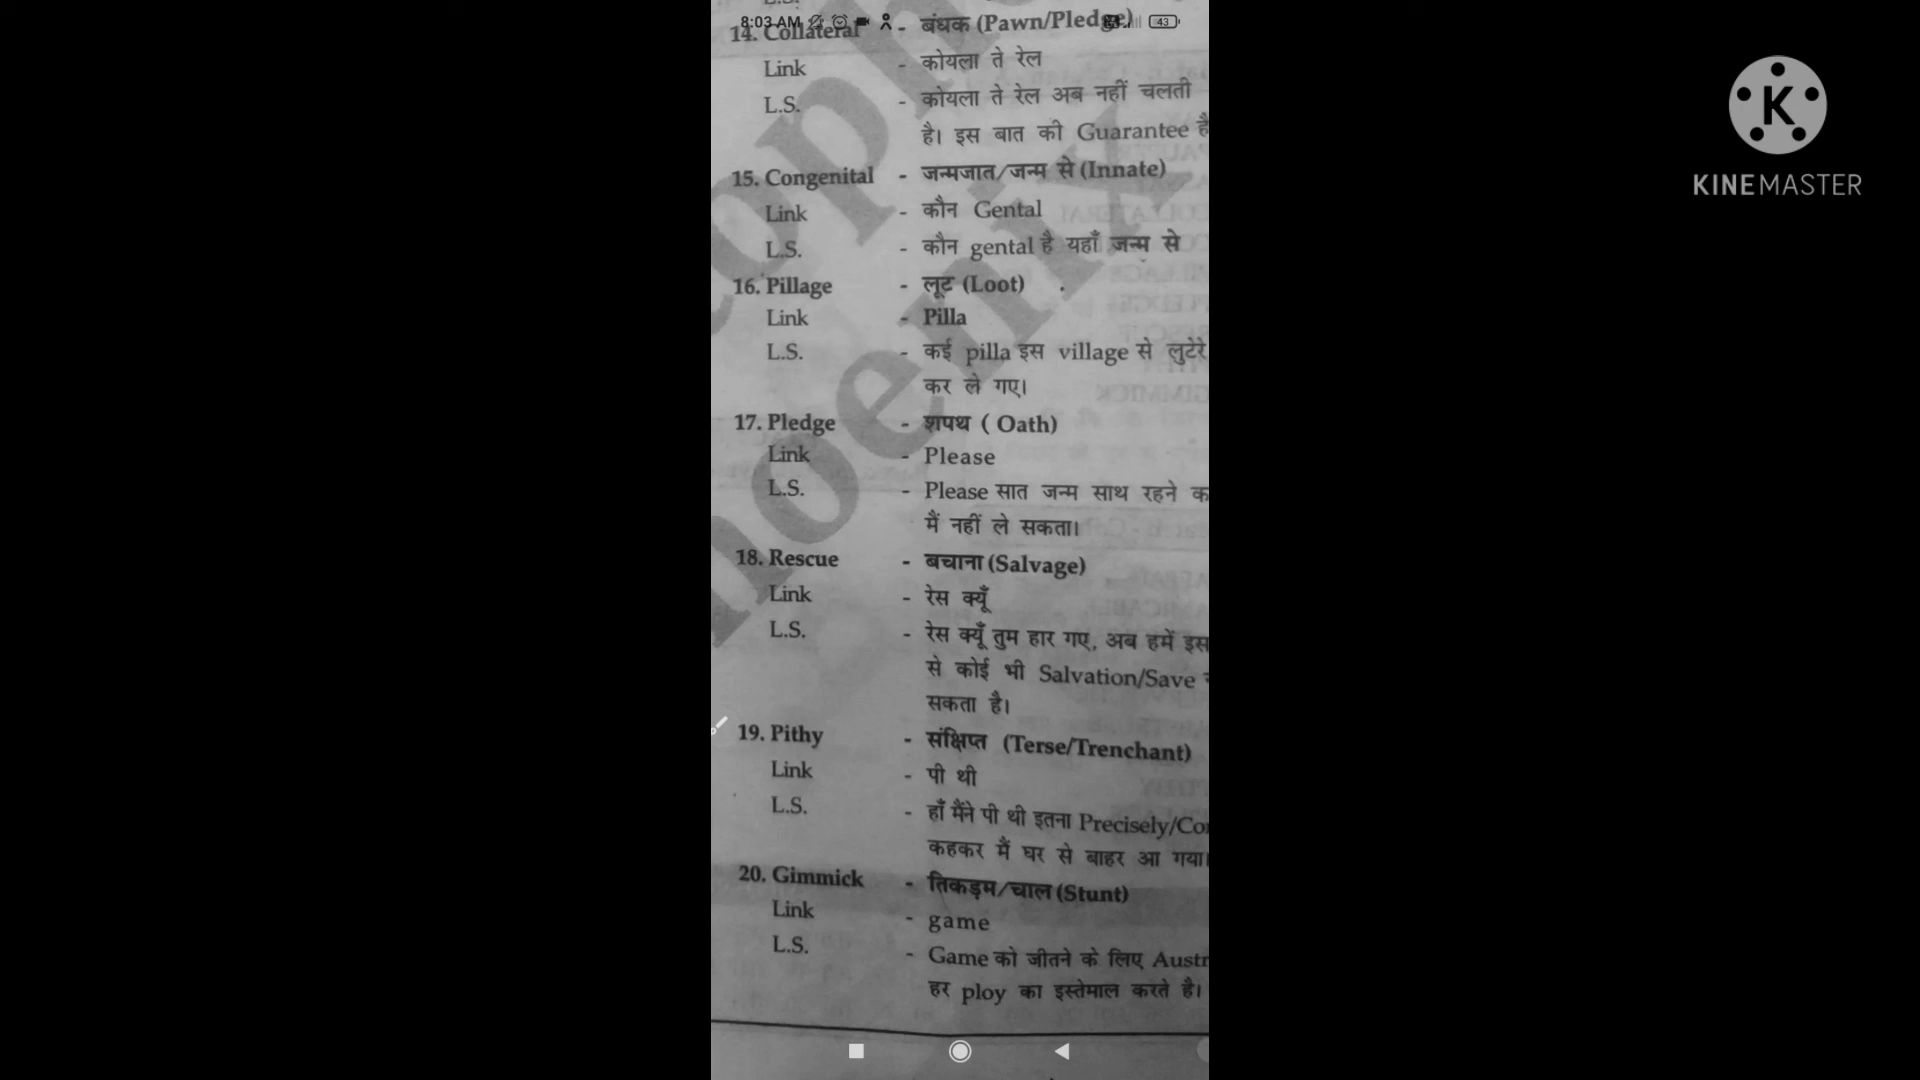 8:03 AM 43
14. Collateral - बंधक (Pawn/Pledge)
Link - कोयला ते रेल
L.S. - कोयला ते रेल अब नहीं चलती
है। इस बात की Guarantee है
15. Congenital - जन्मजात/जन्म से (Innate)
Link - कौन Gental
L.S. - कौन gental है यहाँ जन्म से
16. Pillage - लूट (Loot)
Link - Pilla
L.S. - कई pilla इस village से लुटेरे
कर ले गए।
17. Pledge - शपथ ( Oath)
Link - Please
L.S. - Please सात जन्म साथ रहने
मैं नहीं ले सकता।
18. Rescue - बचाना (Salvage)
Link - रेस क्यूँ
L.S. - रेस क्यूँ तुम हार गए, अब हमें इस
से कोई भी Salvation/Save
सकता है।
19. Pithy - संक्षिप्त (Terse/Trenchant)
Link - पी थी
L.S. - हाँ मैंने पी थी इतना Precisely/
कहकर मैं घर से बाहर आ गया।
20. Gimmick - तिकड़म/चाल (Stunt)
Link - game
L.S. - Game को जीतने के लिए Austr
हर ploy का इस्तेमाल करते है।
K
KINEMASTER